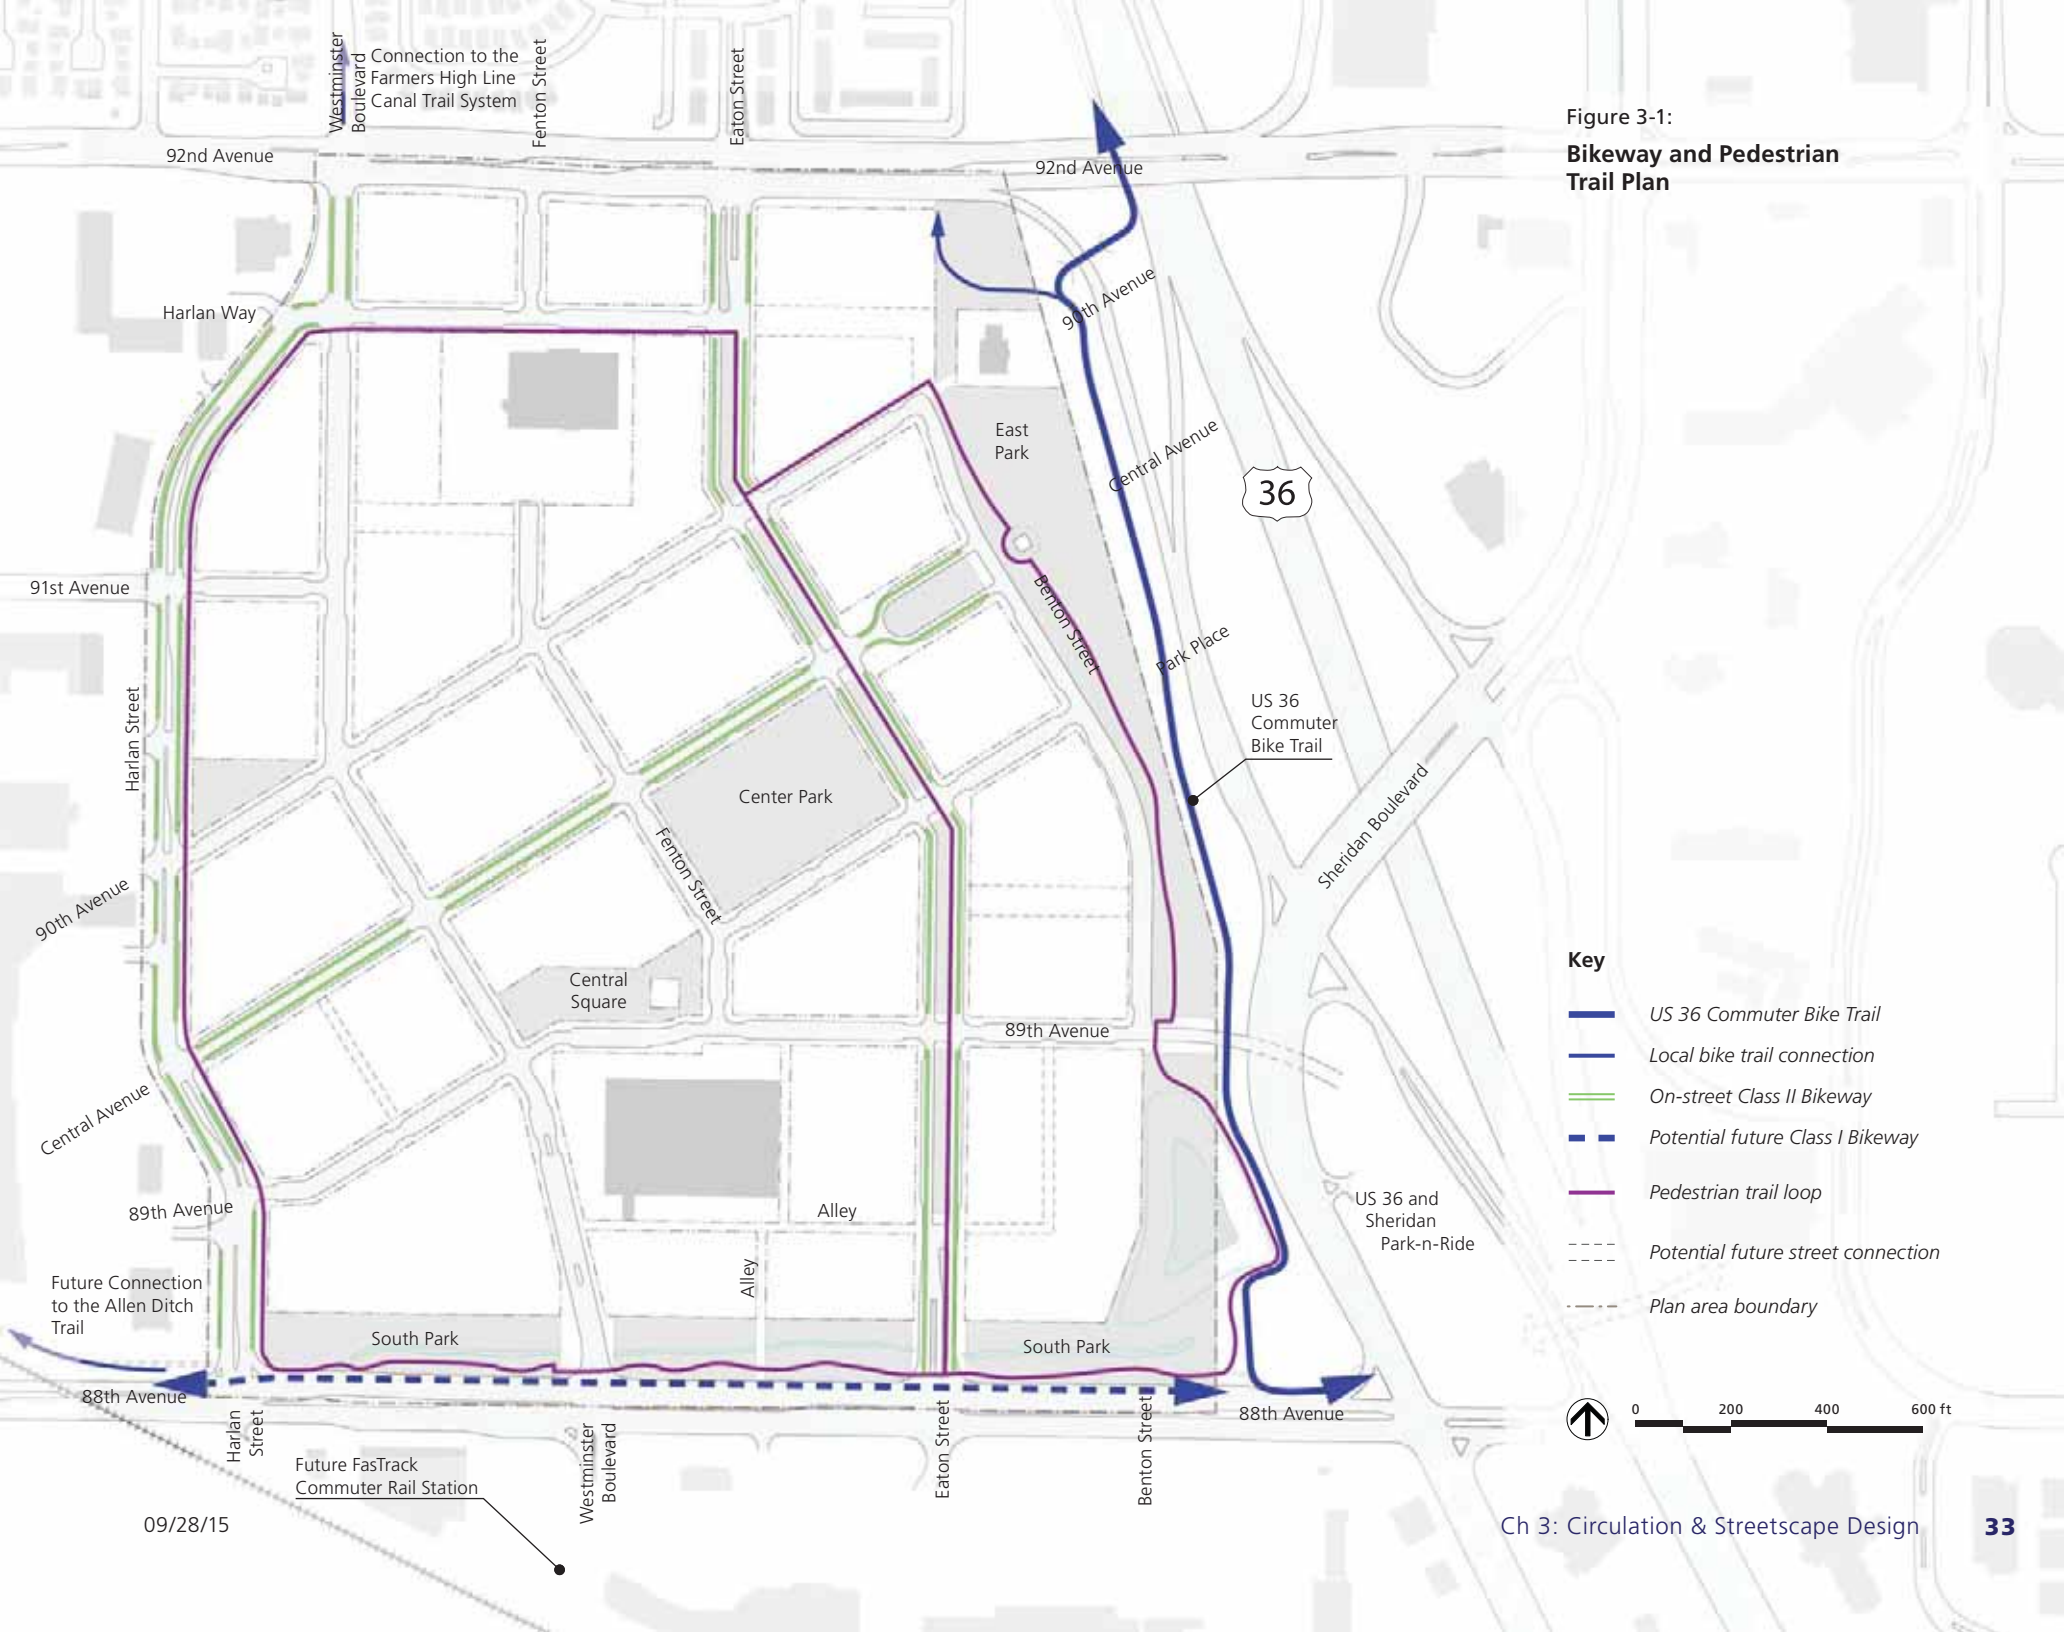 Westminster
Boulevard
Connection to the
Farmers High Line
Canal Trail System
Fenton Street
Eaton Street
92nd Avenue
92nd Avenue
Figure 3-1:
Bikeway and Pedestrian
Trail Plan
Harlan Way
90th Avenue
East
Park
Central Avenue
36
91st Avenue
Benton Street
Park Place
Harlan Street
US 36
Commuter
Bike Trail
Center Park
Sheridan Boulevard
Fenton Street
90th Avenue
Central
Square
89th Avenue
Key
US 36 Commuter Bike Trail
Local bike trail connection
On-street Class II Bikeway
Potential future Class I Bikeway
Pedestrian trail loop
Potential future street connection
Plan area boundary
Central Avenue
89th Avenue
Alley
Alley
US 36 and
Sheridan
Park-n-Ride
Future Connection
to the Allen Ditch
Trail
South Park
South Park
88th Avenue
88th Avenue
Harlan
Street
Westminster
Boulevard
Eaton Street
Benton Street
0 200 400 600 ft
Future FasTrack
Commuter Rail Station
09/28/15
Ch 3: Circulation & Streetscape Design 33